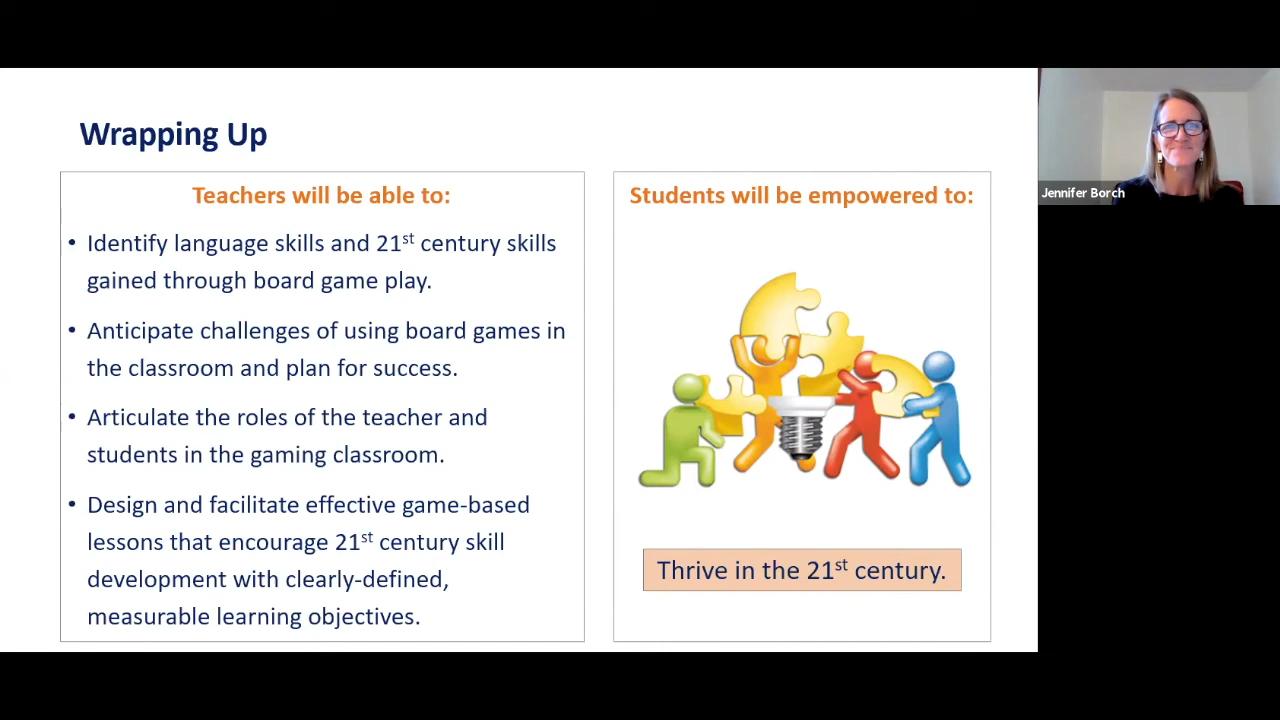 Wrapping Up
Teachers will be able to:
• Identify language skills and 21st century skills
gained through board game play.
• Anticipate challenges of using board games in
the classroom and plan for success.
• Articulate the roles of the teacher and
students in the gaming classroom.
• Design and facilitate effective game-based
lessons that encourage 21st century skill
development with clearly-defined,
measurable learning objectives.
Students will be empowered to:
Thrive in the 21st century.
Jennifer Borch